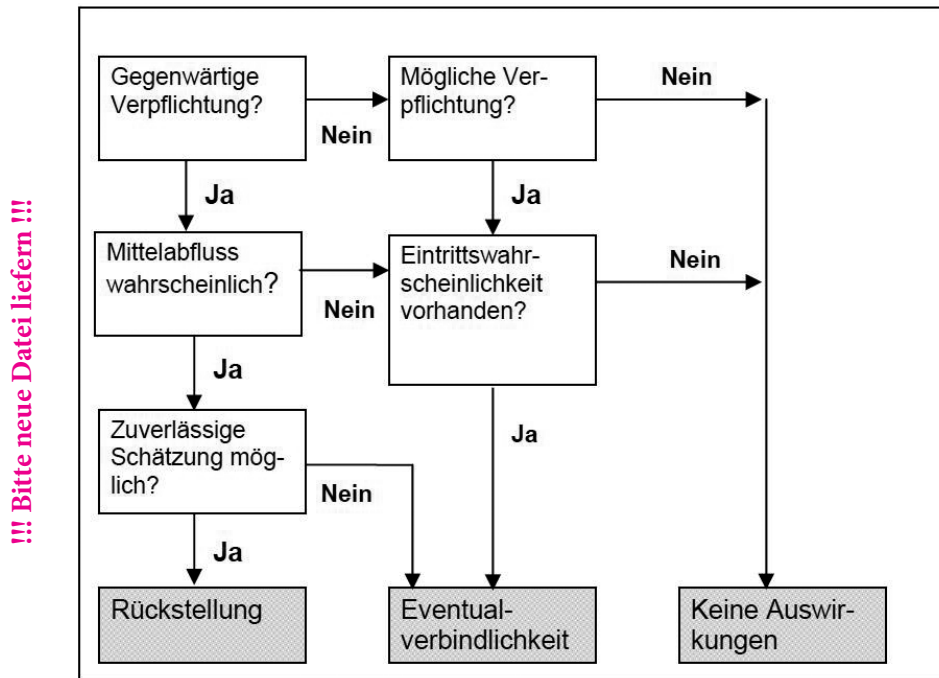 !!! Bitte neue Datei liefern !!!
Gegenwärtige
Verpflichtung?
Nein
Mögliche Ver-
pflichtung?
Nein
Ja
Ja
Mittelabfluss
wahrscheinlich?
Nein
Eintrittswahr-
scheinlichkeit
vorhanden?
Nein
Ja
Ja
Zuverlässige
Schätzung mög-
lich?
Nein
Ja
Rückstellung
Eventual-
verbindlichkeit
Keine Auswir-
kungen